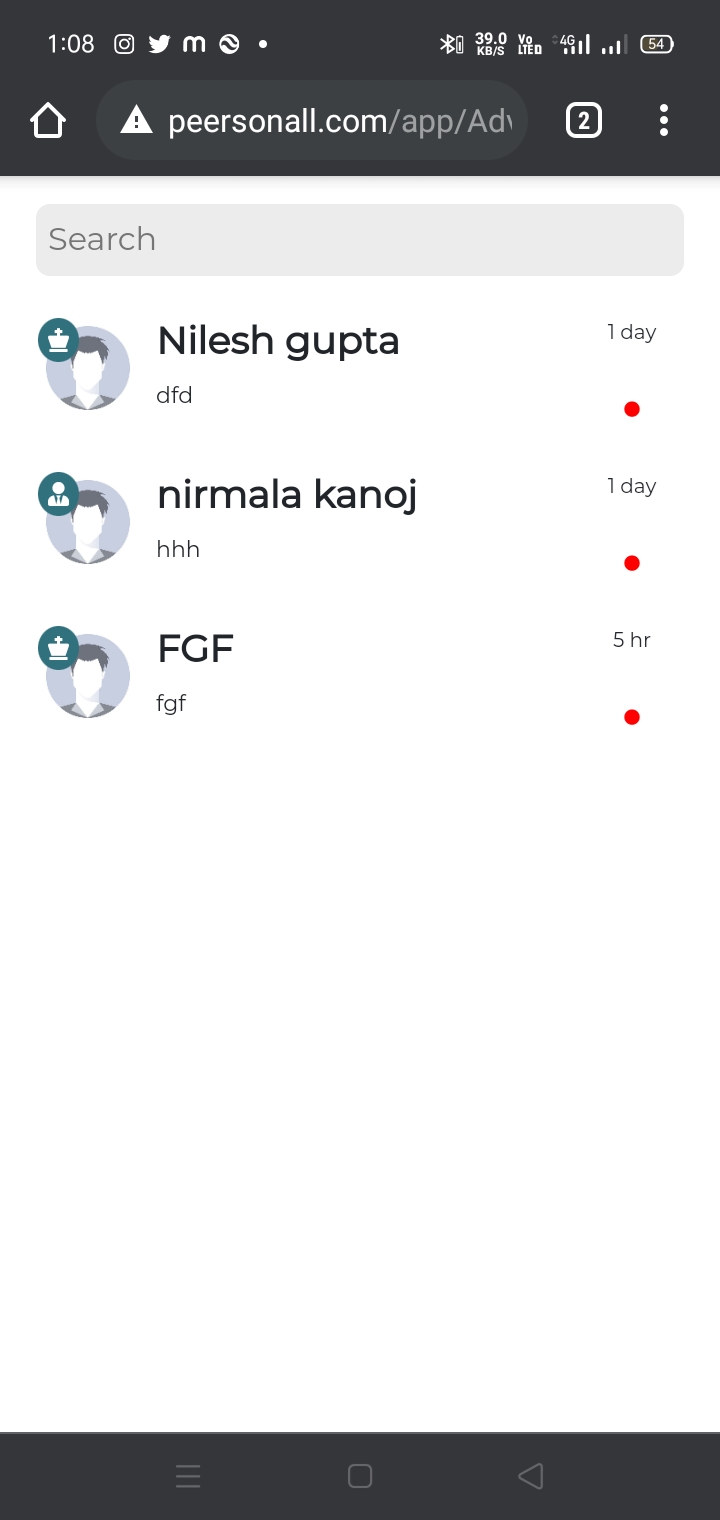 1:08 39.0 KB/S Vo LTE 4G 54
peersonall.com/app/Adv
2
Search
Nilesh gupta 1 day
dfd
nirmala kanoj 1 day
hhh
FGF 5 hr
fgf